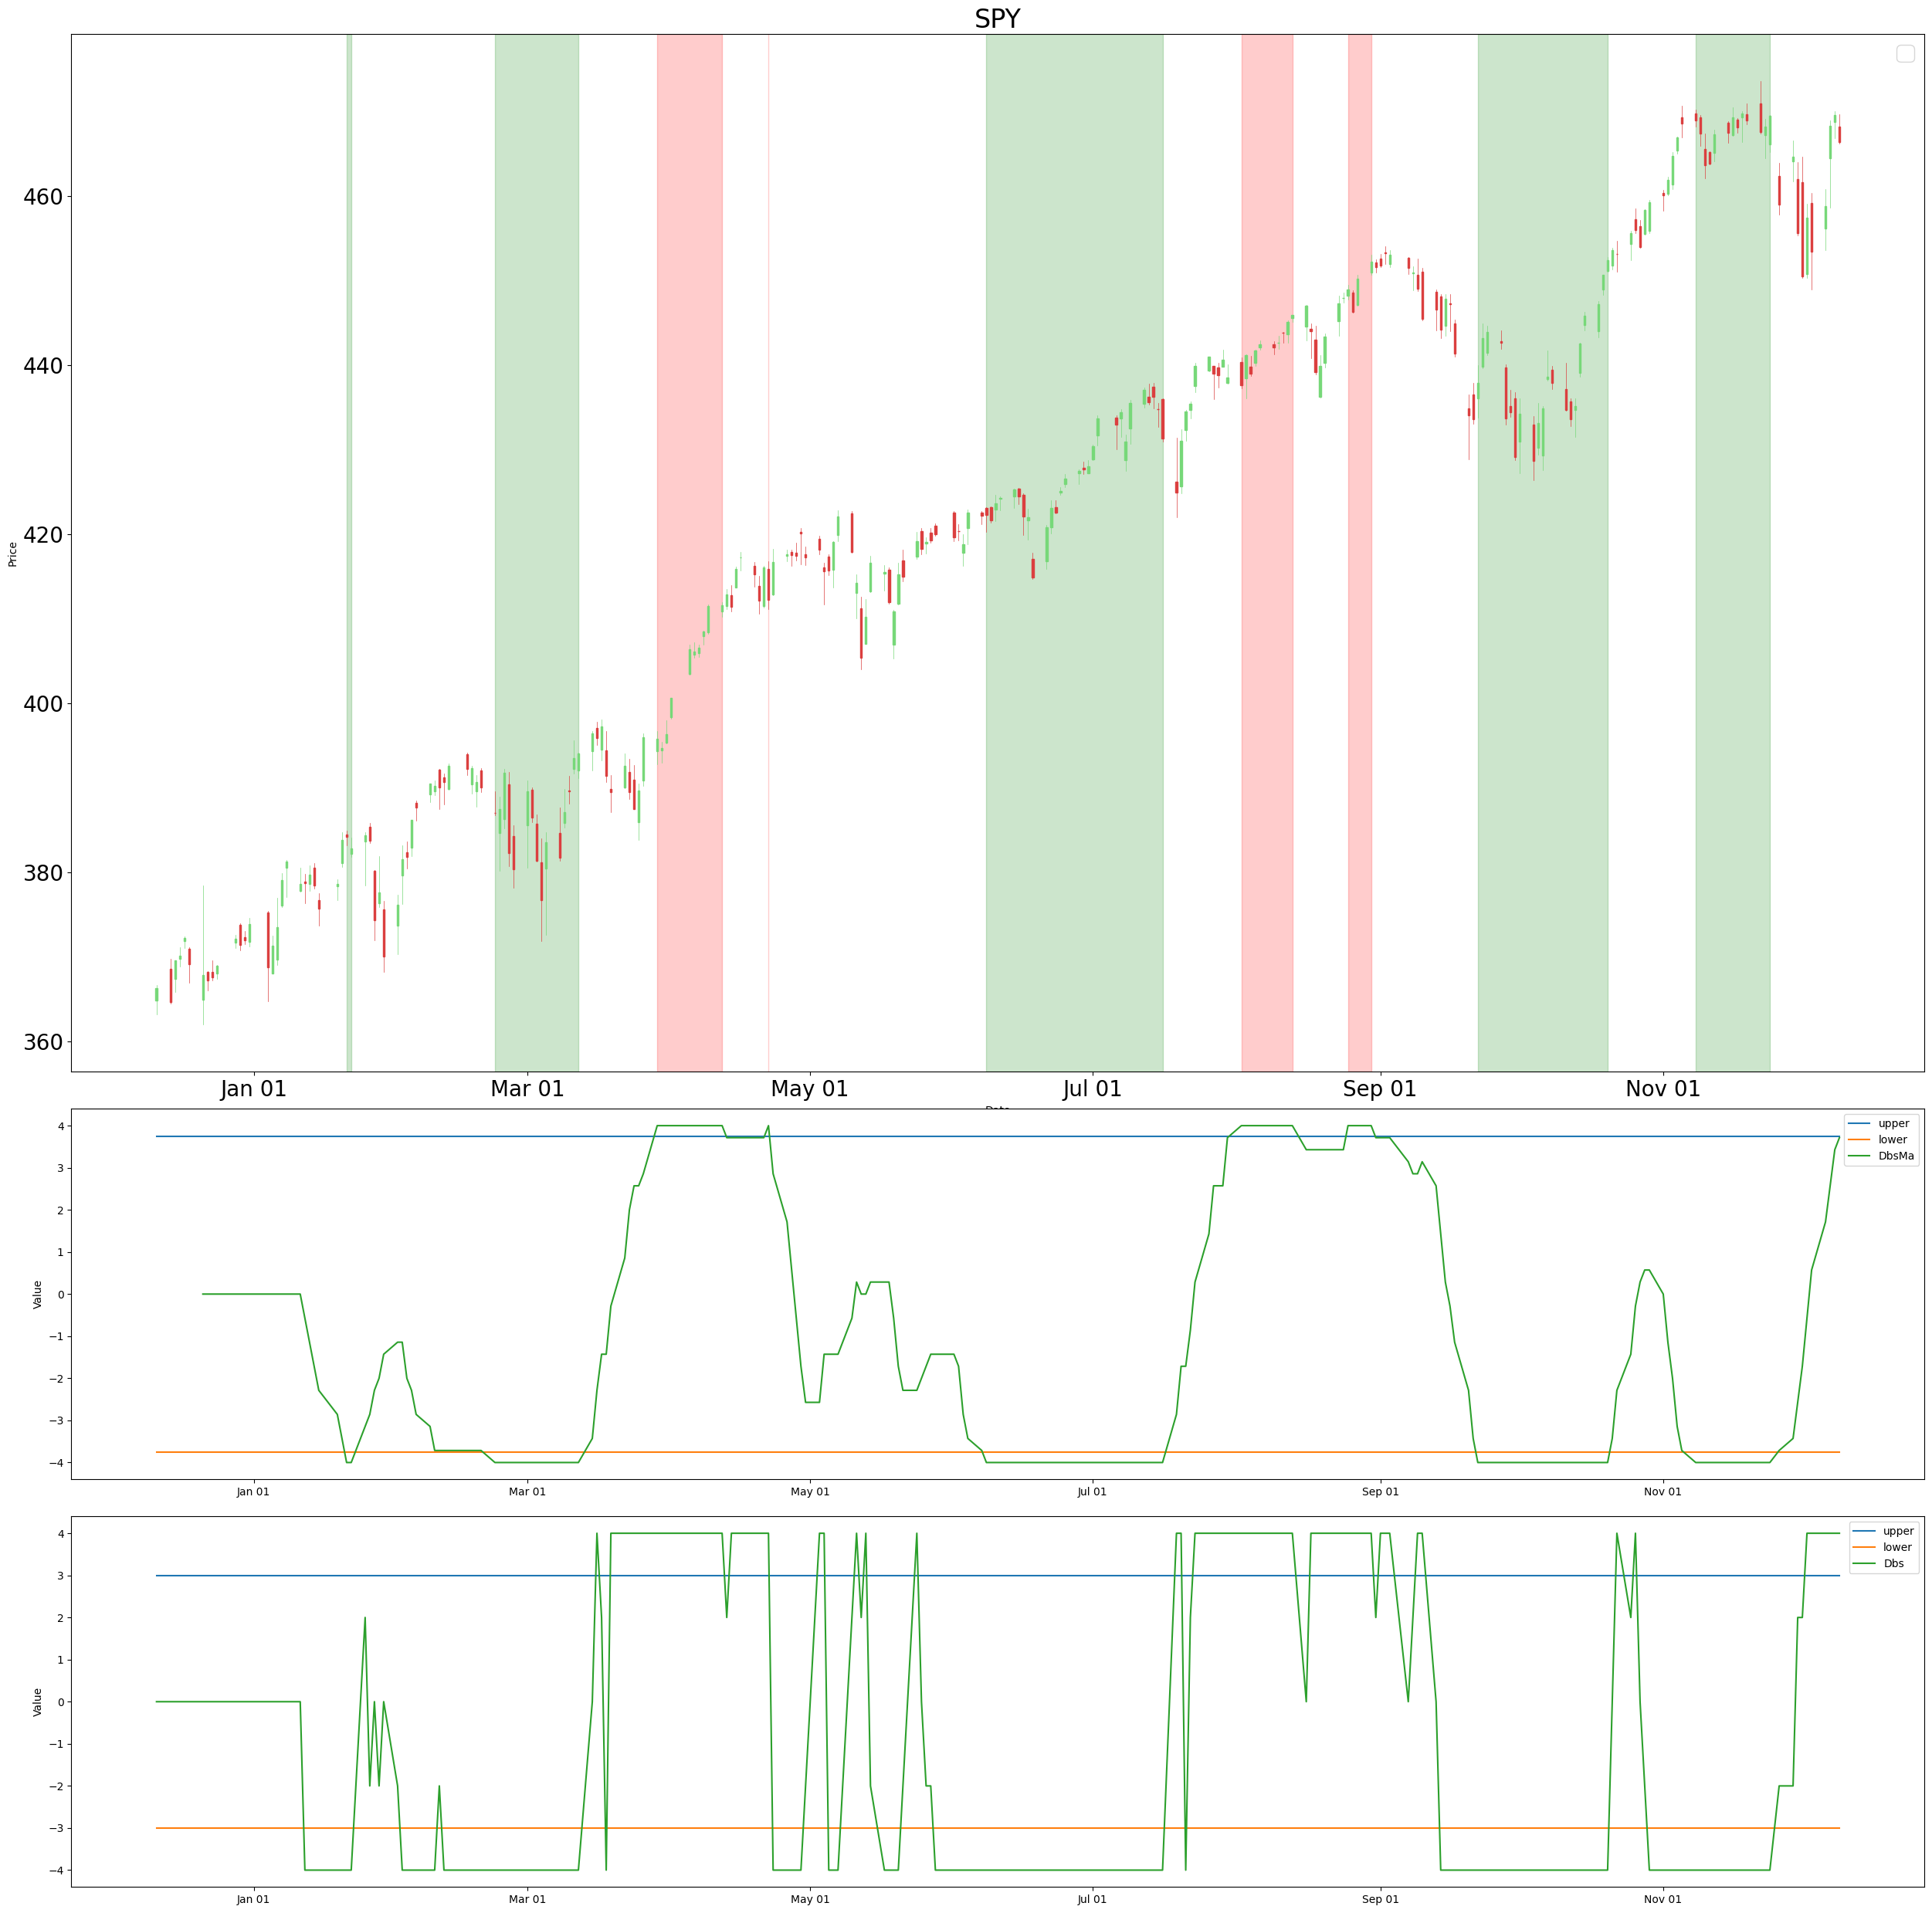 SPY
Price
460
440
420
400
380
360
Jan 01
Mar 01
May 01
Jul 01
Sep 01
Nov 01
Value
4
3
2
1
0
−1
−2
−3
−4
upper
lower
DbsMa
Jan 01
Mar 01
May 01
Jul 01
Sep 01
Nov 01
Value
4
3
2
1
0
−1
−2
−3
−4
upper
lower
Dbs
Jan 01
Mar 01
May 01
Jul 01
Sep 01
Nov 01